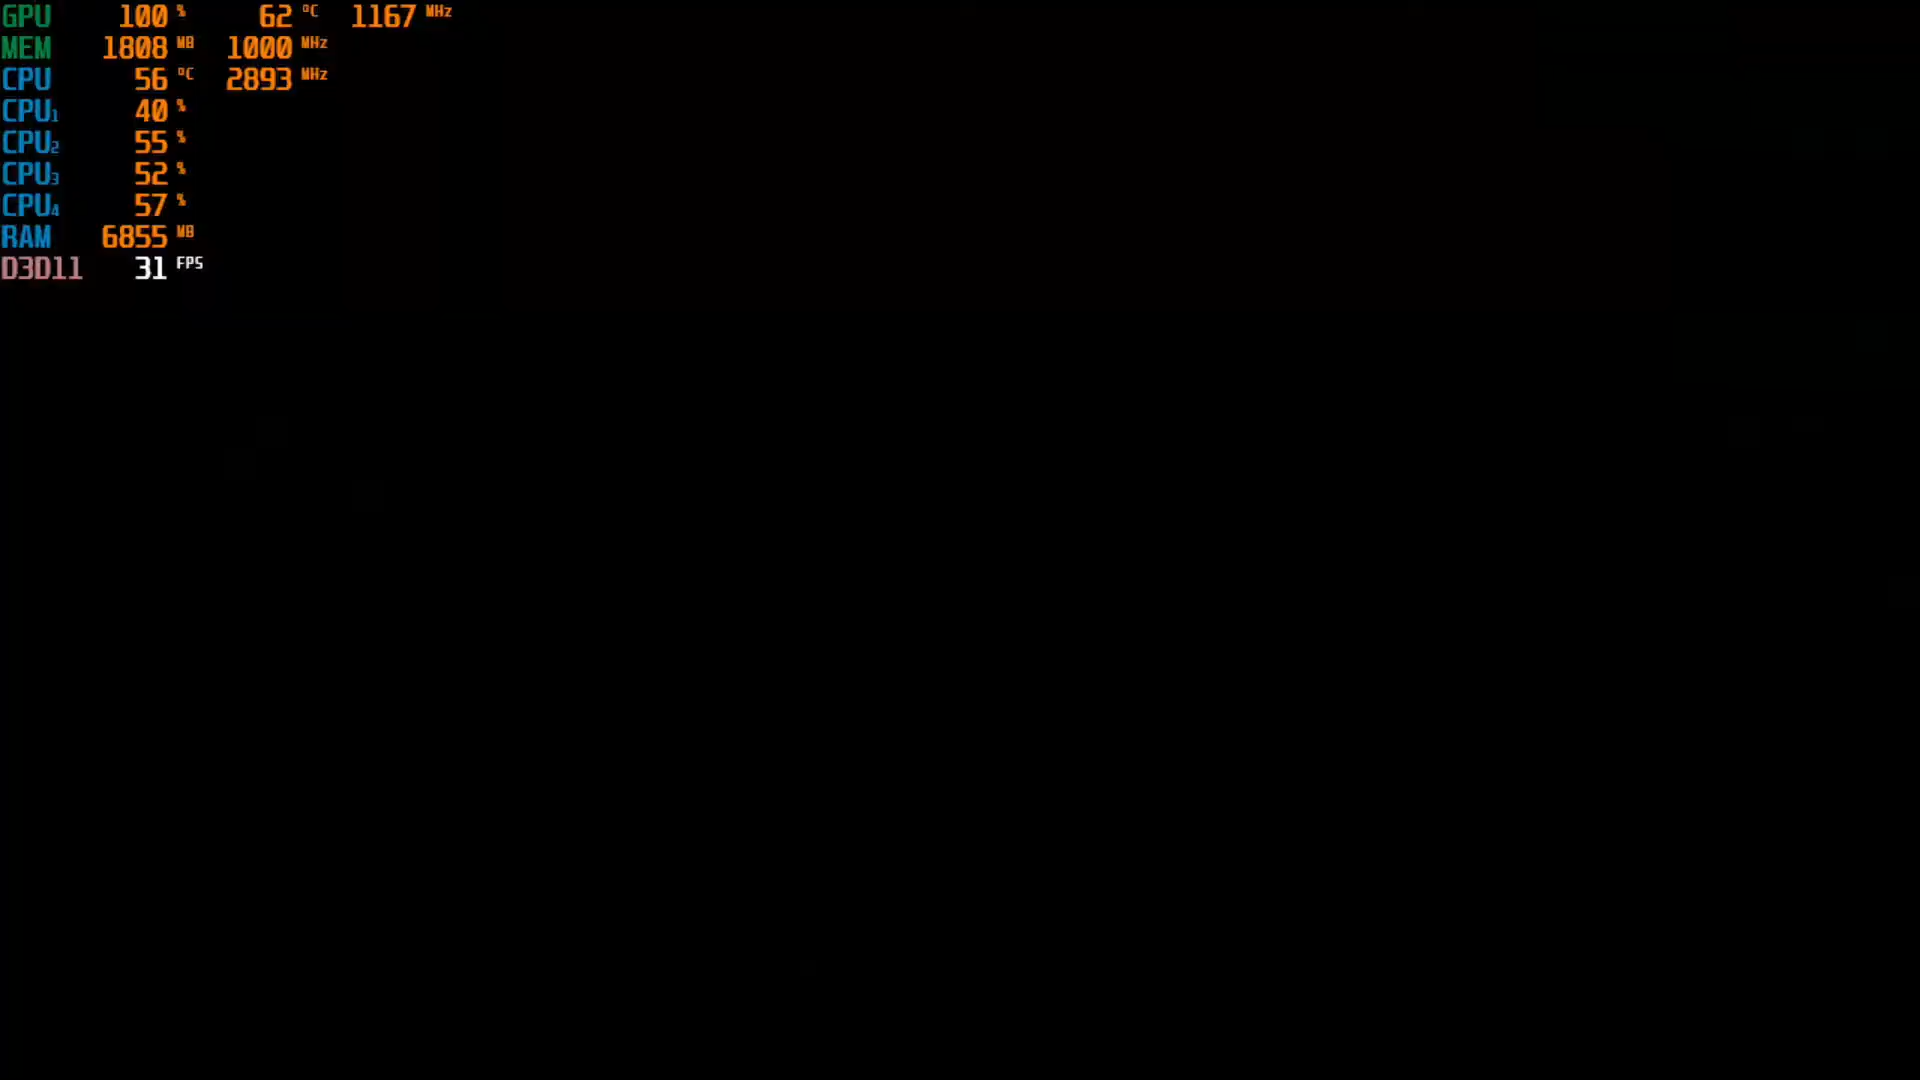 GPU 100 % 62 °C 1167 MHz
MEM 1808 MB 1000 MHz
CPU 56 °C 2893 MHz
CPU1 40 %
CPU2 55 %
CPU3 52 %
CPU4 57 %
RAM 6855 MB
D3D11 31 FPS